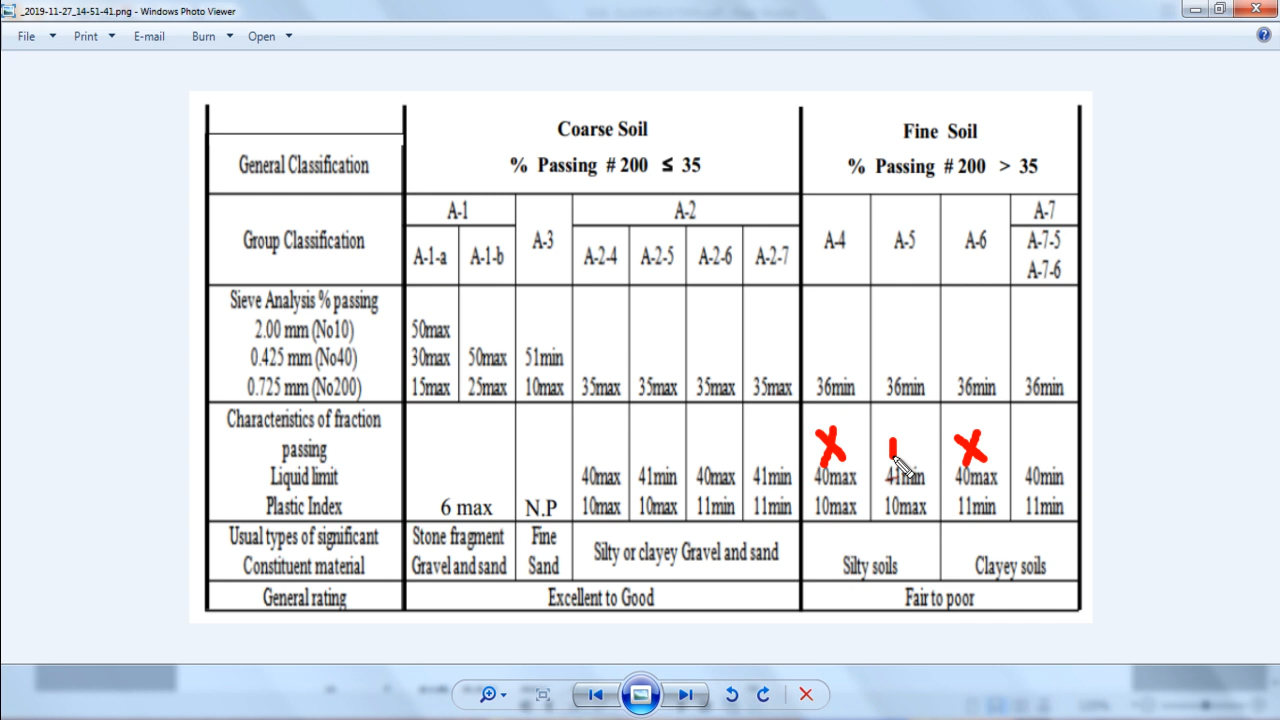 _2019-11-27_14-51-41.png - Windows Photo Viewer
File Print E-mail Burn Open
Coarse Soil Fine Soil
General Classification % Passing # 200 ≤ 35 % Passing # 200 > 35
A-1 A-2 A-7
Group Classification A-3 A-4 A-5 A-6 A-7-5
A-1-a A-1-b A-2-4 A-2-5 A-2-6 A-2-7 A-7-6
Sieve Analysis % passing
2.00 mm (No10) 50max
0.425 mm (No40) 30max 50max 51min
0.725 mm (No200) 15max 25max 10max 35max 35max 35max 35max 36min 36min 36min 36min
Characteristics of fraction
passing
Liquid limit 40max 41min 40max 41min 40max 41min 40max 40min
Plastic Index 6 max N.P 10max 10max 11min 11min 10max 10max 11min 11min
Usual types of significant Stone fragment Fine
Constituent material Gravel and sand Sand Silty or clayey Gravel and sand Silty soils Clayey soils
General rating Excellent to Good Fair to poor